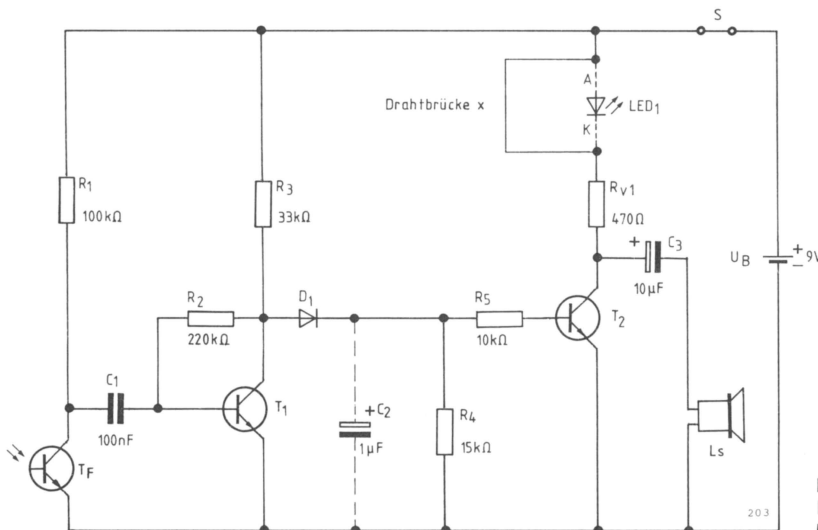 S
A
Drahtbrücke x
LED1
K
R1
100kΩ
R3
33kΩ
RV1
470Ω
+
C3
10µF
UB
+
−
9V
R2
220kΩ
D1
R5
10kΩ
T2
C1
100nF
T1
+
C2
1µF
R4
15kΩ
Ls
TF
203